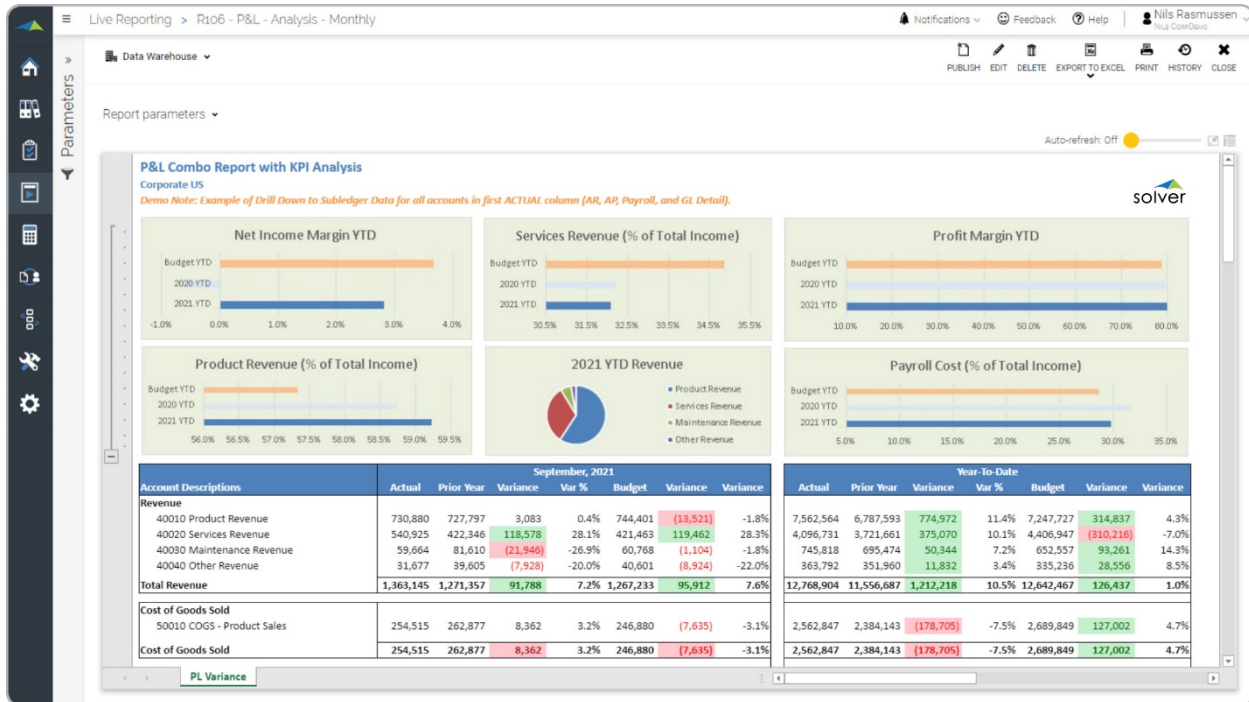 Live Reporting > R106 - P&L - Analysis - Monthly
Notifications Feedback Help Nils Rasmussen
Data Warehouse
PUBLISH EDIT DELETE EXPORT TO EXCEL PRINT HISTORY CLOSE
Parameters
Report parameters
Auto-refresh: Off
P&L Combo Report with KPI Analysis
Corporate US
Demo Note: Example of Drill Down to Subledger Data for all accounts in first ACTUAL column (AR, AP, Payroll, and GL Detail).
solver
Net Income Margin YTD
Budget YTD
2020 YTD
2021 YTD
-1.0% 0.0% 1.0% 2.0% 3.0% 4.0%
Services Revenue (% of Total Income)
Budget YTD
2020 YTD
2021 YTD
30.5% 31.5% 32.5% 33.5% 34.5% 35.5%
Profit Margin YTD
Budget YTD
2020 YTD
2021 YTD
10.0% 20.0% 30.0% 40.0% 50.0% 60.0% 70.0% 80.0%
Product Revenue (% of Total Income)
Budget YTD
2020 YTD
2021 YTD
56.0% 56.5% 57.0% 57.5% 58.0% 58.5% 59.0% 59.5%
2021 YTD Revenue
Product Revenue
Services Revenue
Maintenance Revenue
Other Revenue
Payroll Cost (% of Total Income)
Budget YTD
2020 YTD
2021 YTD
5.0% 10.0% 15.0% 20.0% 25.0% 30.0% 35.0%
September, 2021 Year-To-Date
Account Descriptions Actual Prior Year Variance Var % Budget Variance Variance Actual Prior Year Variance Var % Budget Variance Variance
Revenue
40010 Product Revenue 730,880 727,797 3,083 0.4% 744,401 (13,521) -1.8% 7,562,564 6,787,593 774,972 11.4% 7,247,727 314,837 4.3%
40020 Services Revenue 540,925 422,346 118,578 28.1% 421,463 119,462 28.3% 4,096,731 3,721,661 375,070 10.1% 4,406,947 (310,216) -7.0%
40030 Maintenance Revenue 59,664 81,610 (21,946) -26.9% 60,768 (1,104) -1.8% 745,818 695,474 50,344 7.2% 652,557 93,261 14.3%
40040 Other Revenue 31,677 39,605 (7,928) -20.0% 40,601 (8,924) -22.0% 363,792 351,960 11,832 3.4% 335,236 28,556 8.5%
Total Revenue 1,363,145 1,271,357 91,788 7.2% 1,267,233 95,912 7.6% 12,768,904 11,556,687 1,212,218 10.5% 12,642,467 126,437 1.0%
Cost of Goods Sold
50010 COGS - Product Sales 254,515 262,877 8,362 3.2% 246,880 (7,635) -3.1% 2,562,847 2,384,143 (178,705) -7.5% 2,689,849 127,002 4.7%
Cost of Goods Sold 254,515 262,877 8,362 3.2% 246,880 (7,635) -3.1% 2,562,847 2,384,143 (178,705) -7.5% 2,689,849 127,002 4.7%
PL Variance